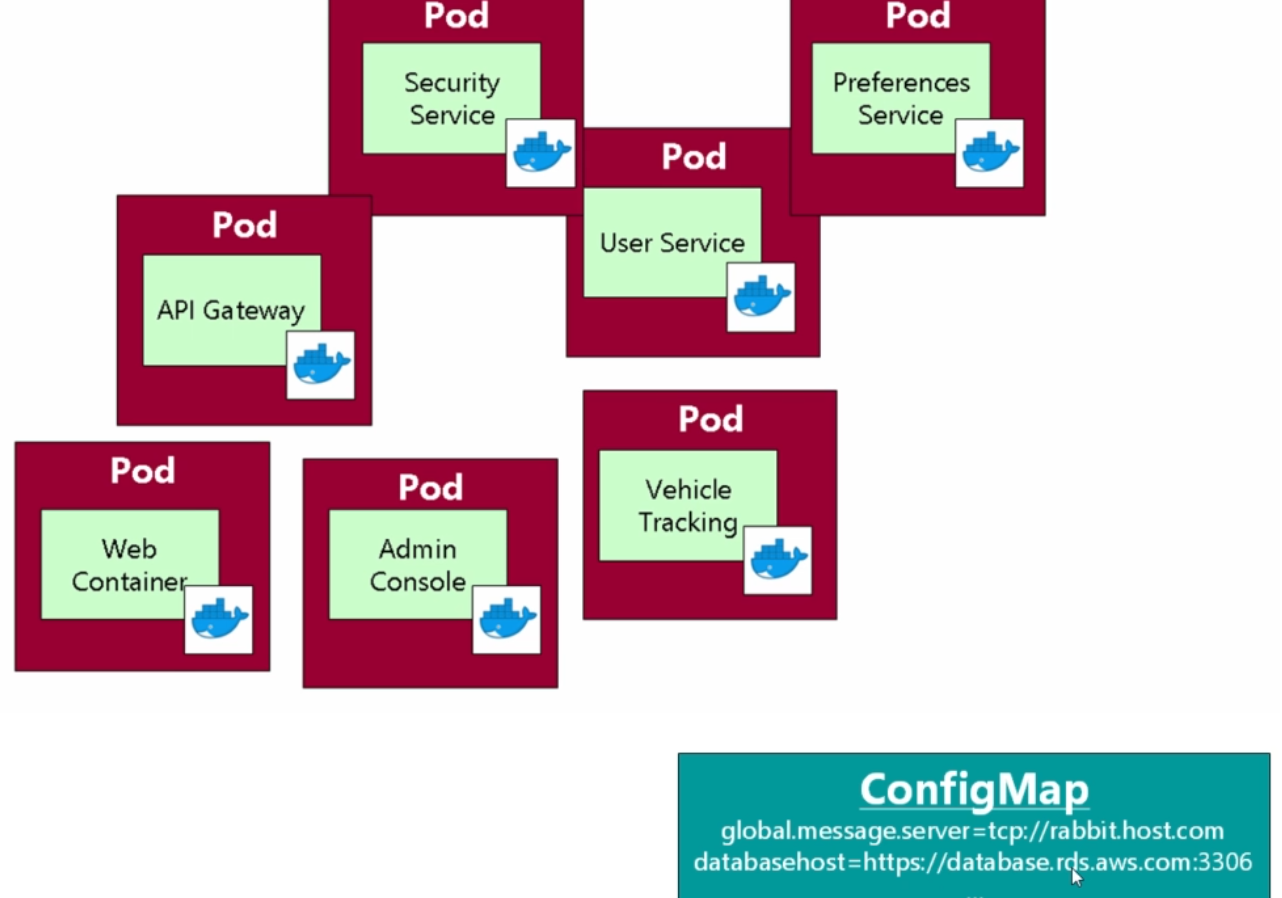 Pod
Security
Service
Pod
Preferences
Service
Pod
User Service
Pod
API Gateway
Pod
Vehicle
Tracking
Pod
Web
Container
Pod
Admin
Console
ConfigMap
global.message.server=tcp://rabbit.host.com
databasehost=https://database.rds.aws.com:3306